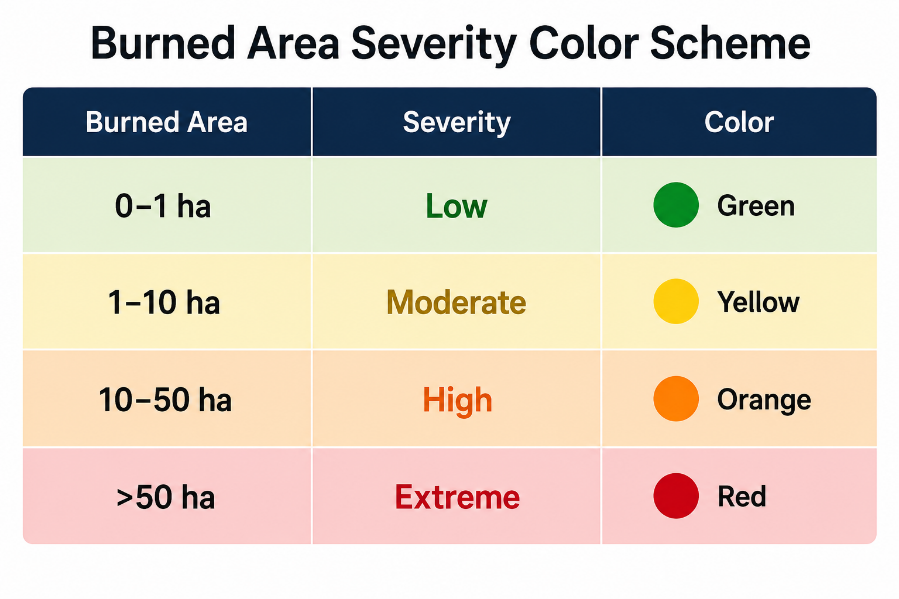 Burned Area Severity Color Scheme
Burned Area Severity Color
0–1 ha Low Green
1–10 ha Moderate Yellow
10–50 ha High Orange
>50 ha Extreme Red